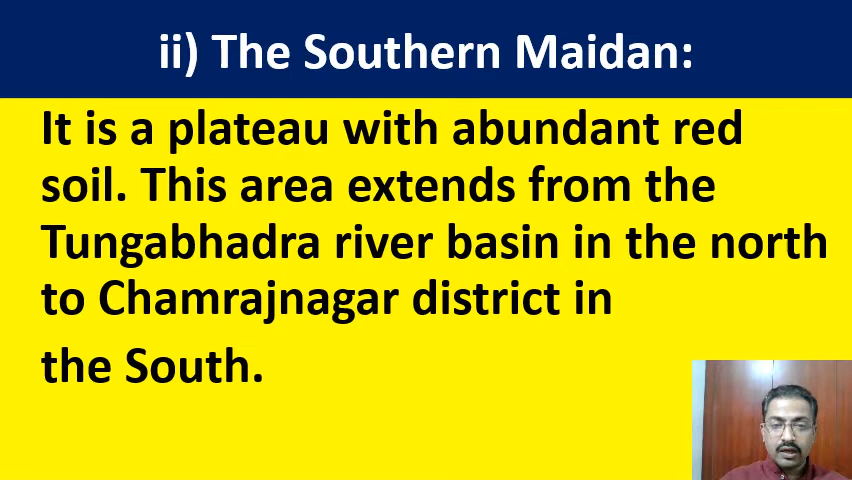 ii) The Southern Maidan:
It is a plateau with abundant red
soil. This area extends from the
Tungabhadra river basin in the north
to Chamrajnagar district in
the South.